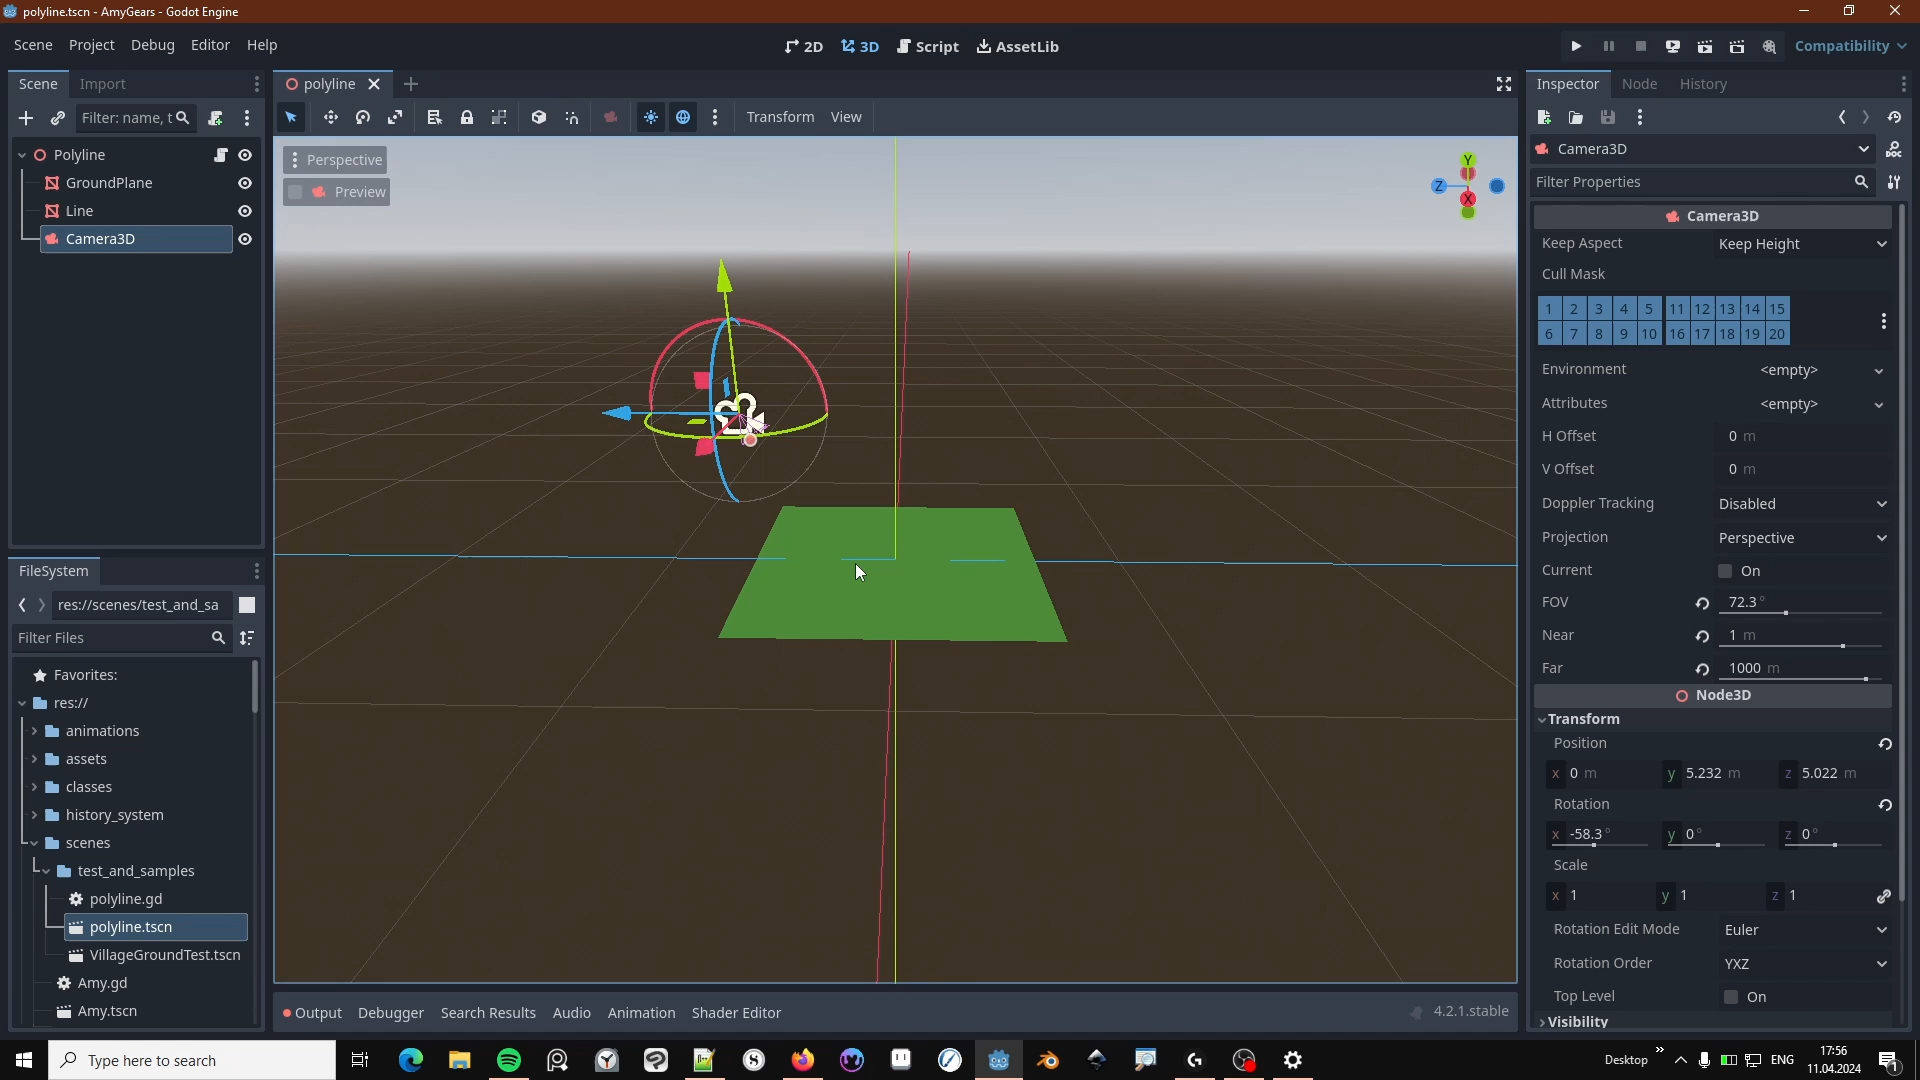 polyline.tscn - AmyGears - Godot Engine
Scene Project Debug Editor Help
2D 3D Script AssetLib
Compatibility
Scene Import
polyline
Inspector Node History
Filter: name, t
Transform View
Polyline
GroundPlane
Line
Camera3D
Perspective
Preview
Y
Z
X
Camera3D
Filter Properties
Camera3D
Keep Aspect Keep Height
Cull Mask
1 2 3 4 5 11 12 13 14 15
6 7 8 9 10 16 17 18 19 20
Environment <empty>
Attributes <empty>
H Offset 0 m
V Offset 0 m
Doppler Tracking Disabled
Projection Perspective
Current On
FOV 72.3 °
Near 1 m
Far 1000 m
Node3D
Transform
Position
x 0 m y 5.232 m z 5.022 m
Rotation
x -58.3 ° y 0 ° z 0 °
Scale
x 1 y 1 z 1
Rotation Edit Mode Euler
Rotation Order YXZ
Top Level On
Visibility
FileSystem
res://scenes/test_and_sa
Filter Files
Favorites:
res://
animations
assets
classes
history_system
scenes
test_and_samples
polyline.gd
polyline.tscn
VillageGroundTest.tscn
Amy.gd
Amy.tscn
Output Debugger Search Results Audio Animation Shader Editor
4.2.1.stable
Type here to search
Desktop
ENG
17:56
11.04.2024
1